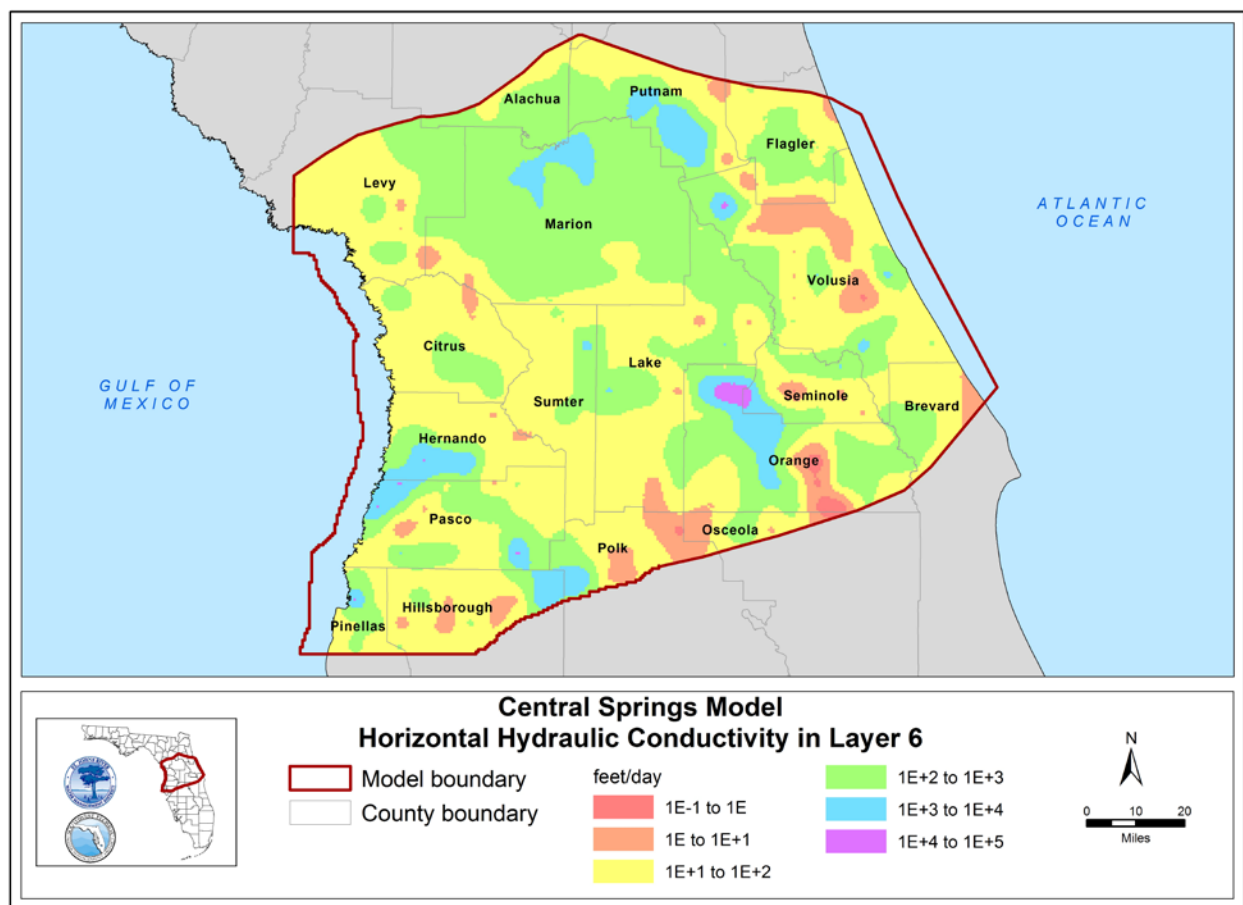 Alachua
Putnam
Flagler
Levy
Marion
ATLANTIC
OCEAN
Volusia
Citrus
Lake
GULF OF
MEXICO
Sumter
Seminole
Brevard
Hernando
Orange
Pasco
Osceola
Polk
Hillsborough
Pinellas
Central Springs Model
Horizontal Hydraulic Conductivity in Layer 6
Model boundary
County boundary
feet/day
1E-1 to 1E
1E to 1E+1
1E+1 to 1E+2
1E+2 to 1E+3
1E+3 to 1E+4
1E+4 to 1E+5
N
0 10 20
Miles